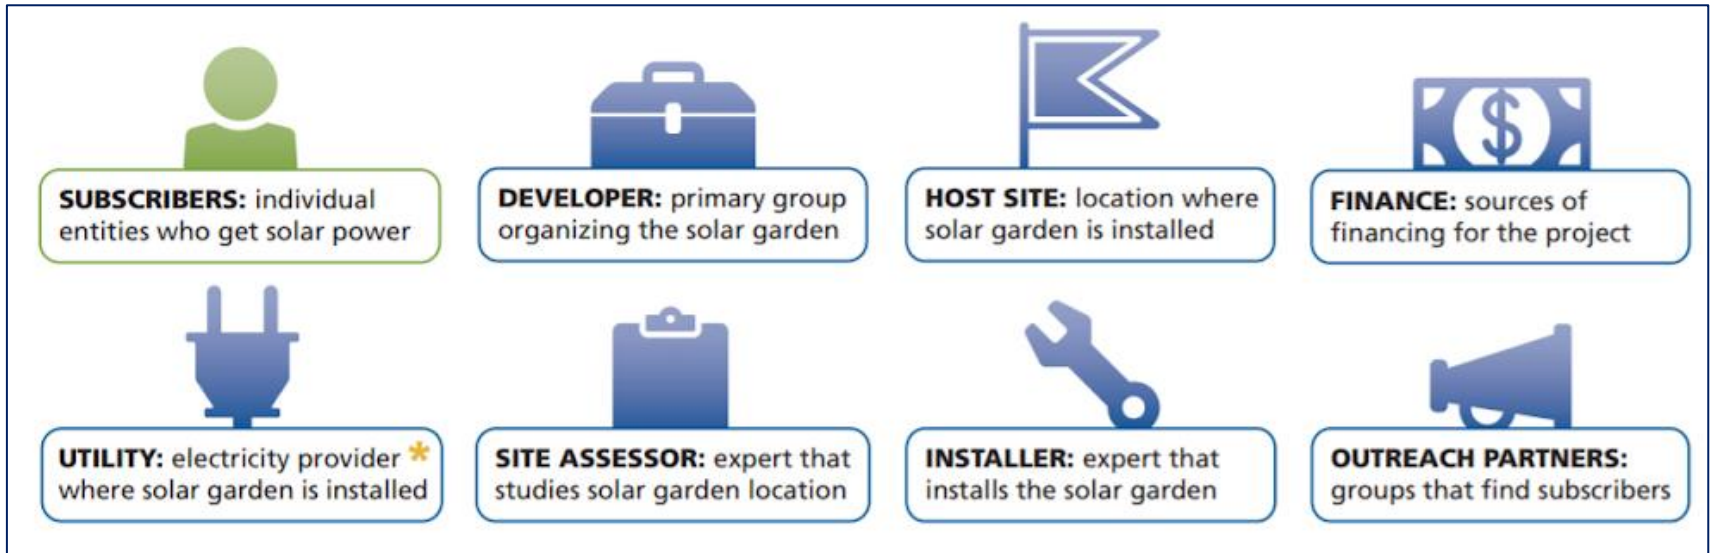 SUBSCRIBERS: individual
entities who get solar power
DEVELOPER: primary group
organizing the solar garden
HOST SITE: location where
solar garden is installed
$
FINANCE: sources of
financing for the project
UTILITY: electricity provider *
where solar garden is installed
SITE ASSESSOR: expert that
studies solar garden location
INSTALLER: expert that
installs the solar garden
OUTREACH PARTNERS:
groups that find subscribers